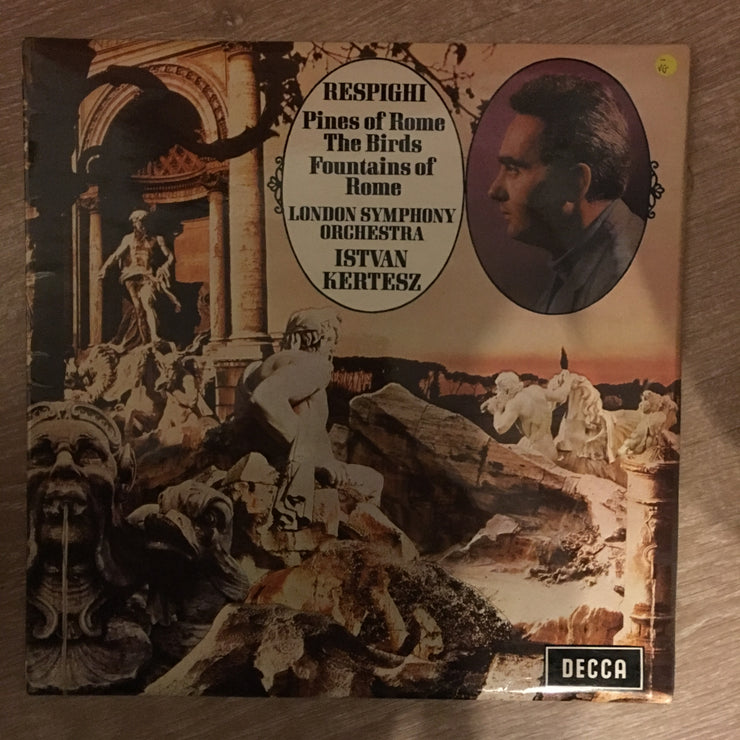 RESPIGHI
Pines of Rome
The Birds
Fountains of
Rome
LONDON SYMPHONY
ORCHESTRA
ISTVAN
KERTESZ
DECCA